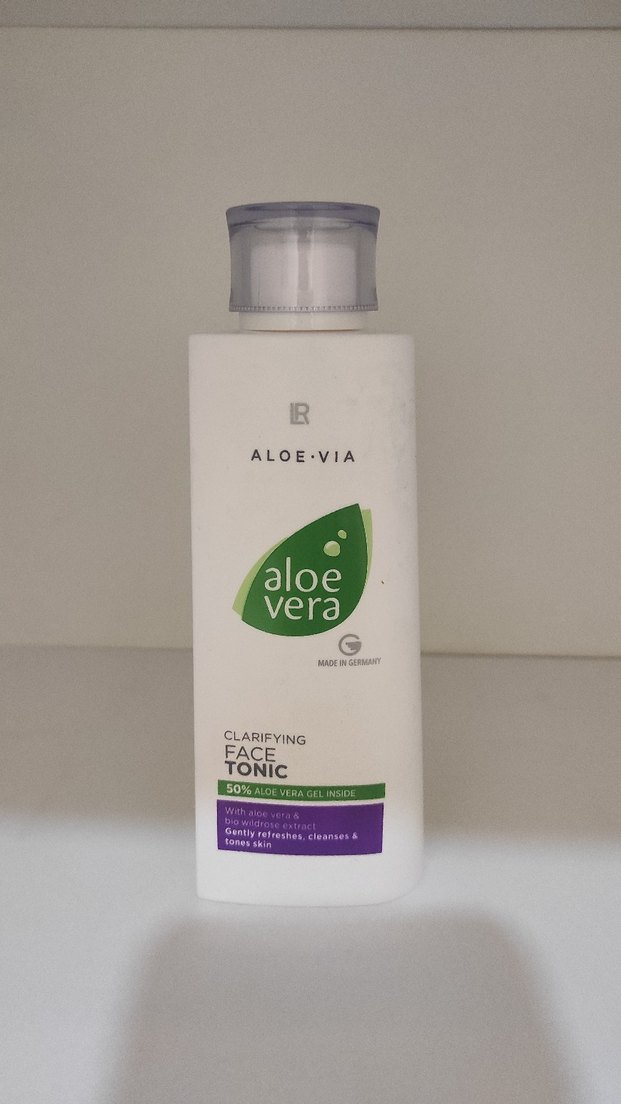 LR
ALOE·VIA
aloe
vera
MADE IN GERMANY
CLARIFYING
FACE
TONIC
50% ALOE VERA GEL INSIDE
With aloe vera &
bio wildrose extract
Gently refreshes, cleanses &
tones skin